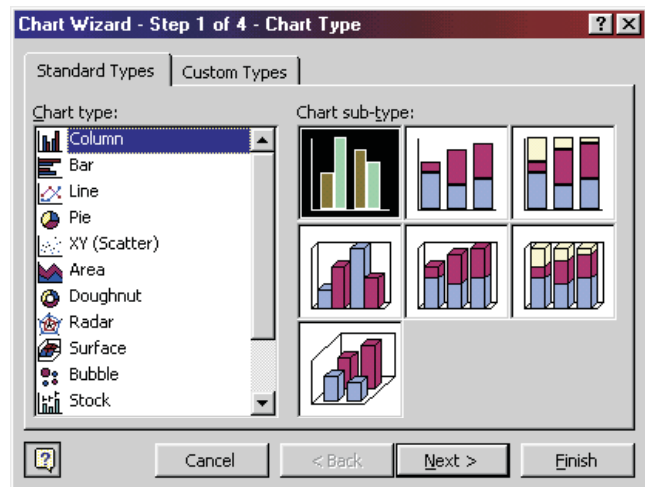 Chart Wizard - Step 1 of 4 - Chart Type
Standard Types
Custom Types
Chart type:
Column
Bar
Line
Pie
XY (Scatter)
Area
Doughnut
Radar
Surface
Bubble
Stock
Chart sub-type:
Cancel
< Back
Next >
Finish